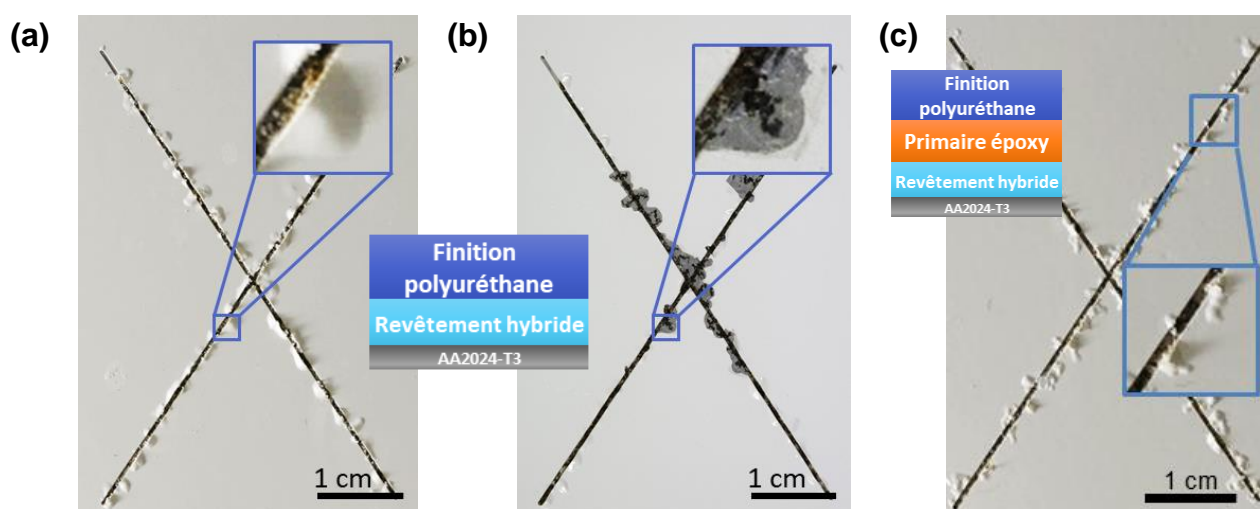 (a)
(b)
(c)
Finition
polyuréthane
Revêtement hybride
AA2024-T3
Finition
polyuréthane
Primaire époxy
Revêtement hybride
AA2024-T3
1 cm
1 cm
1 cm